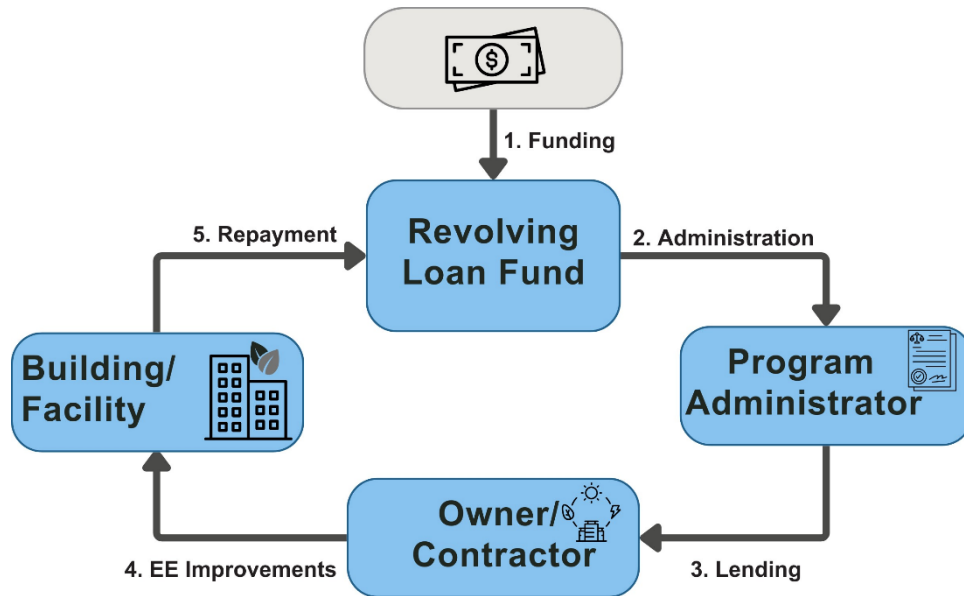 $
1. Funding
Revolving
Loan Fund
2. Administration
Program
Administrator
3. Lending
Owner/
Contractor
4. EE Improvements
Building/
Facility
5. Repayment